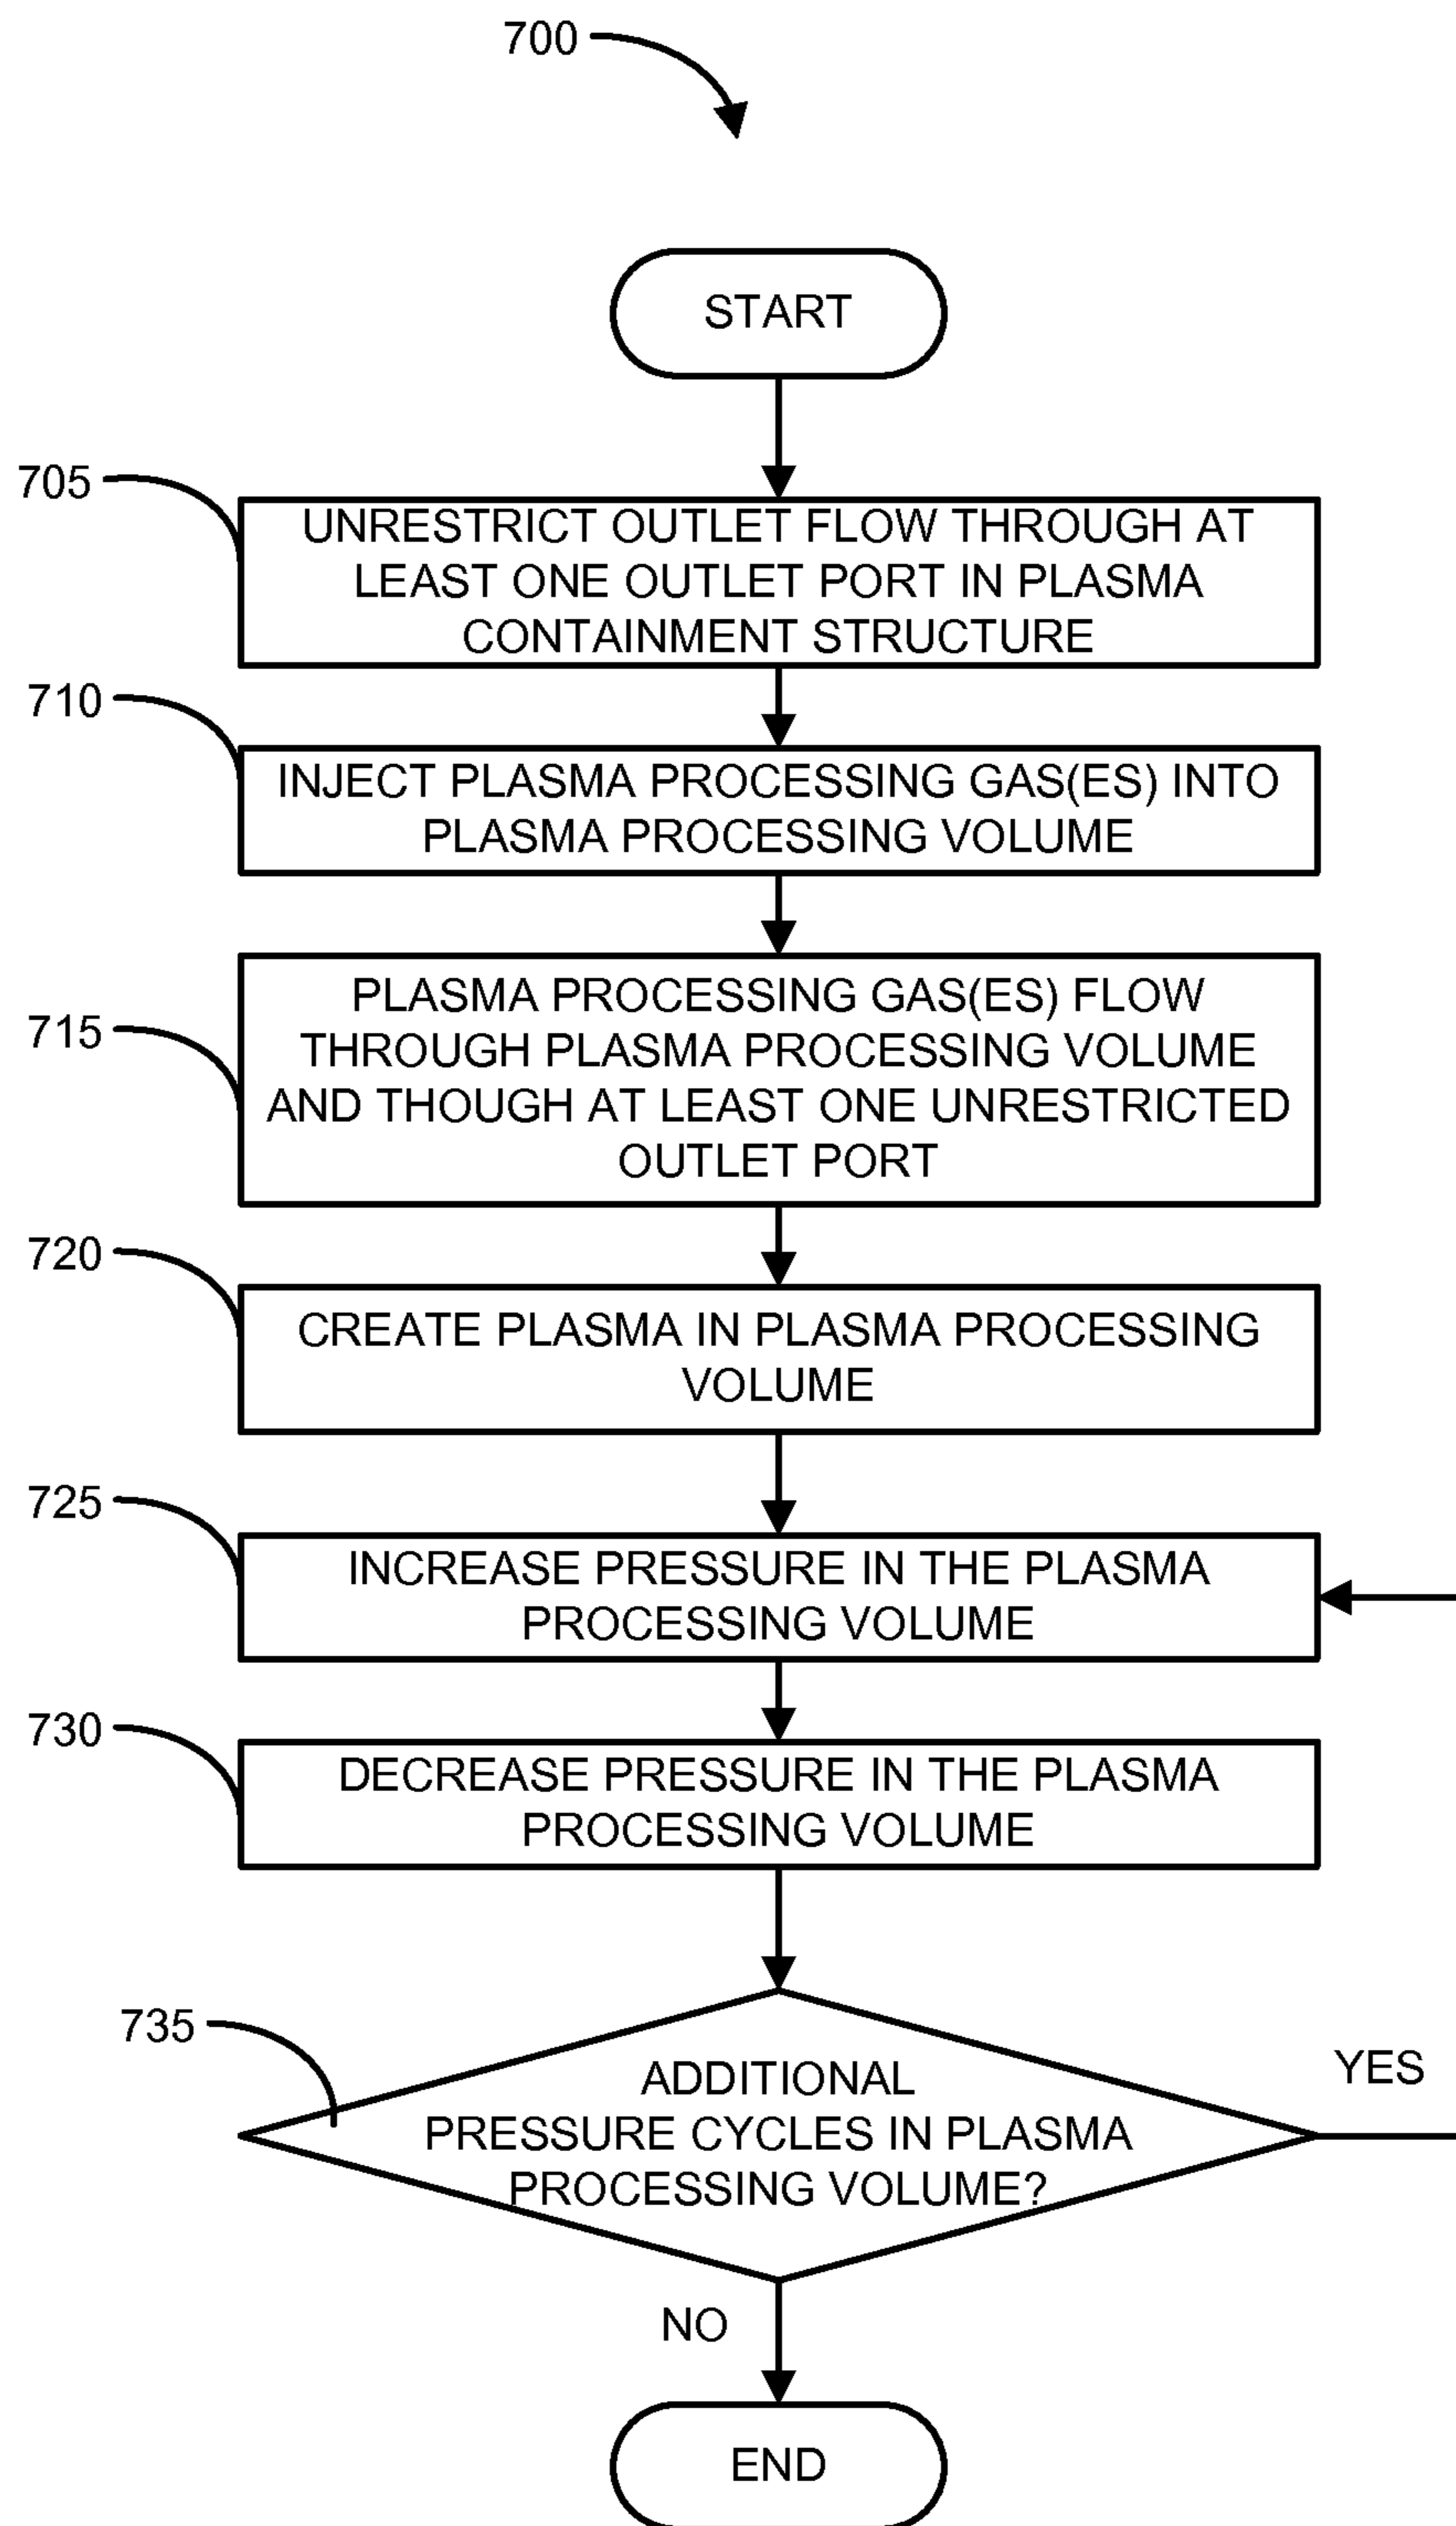 700
START
705
UNRESTRICT OUTLET FLOW THROUGH AT
LEAST ONE OUTLET PORT IN PLASMA
CONTAINMENT STRUCTURE
710
INJECT PLASMA PROCESSING GAS(ES) INTO
PLASMA PROCESSING VOLUME
715
PLASMA PROCESSING GAS(ES) FLOW
THROUGH PLASMA PROCESSING VOLUME
AND THOUGH AT LEAST ONE UNRESTRICTED
OUTLET PORT
720
CREATE PLASMA IN PLASMA PROCESSING
VOLUME
725
INCREASE PRESSURE IN THE PLASMA
PROCESSING VOLUME
730
DECREASE PRESSURE IN THE PLASMA
PROCESSING VOLUME
735
ADDITIONAL
PRESSURE CYCLES IN PLASMA
PROCESSING VOLUME?
YES
NO
END